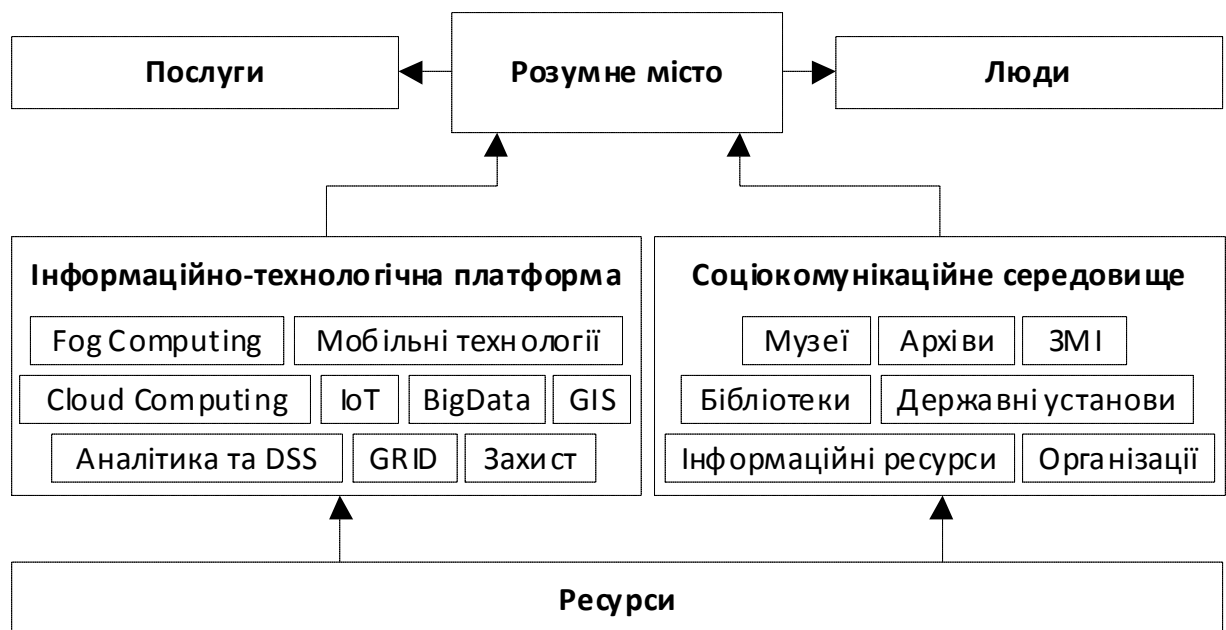 Послуги
Розумне місто
Люди
Інформаційно-технологічна платформа
Fog Computing
Мобільні технології
Cloud Computing
IoT
BigData
GIS
Аналітика та DSS
GRID
Захист
Соціокомунікаційне середовище
Музеї
Архіви
ЗМІ
Бібліотеки
Державні установи
Інформаційні ресурси
Організації
Ресурси